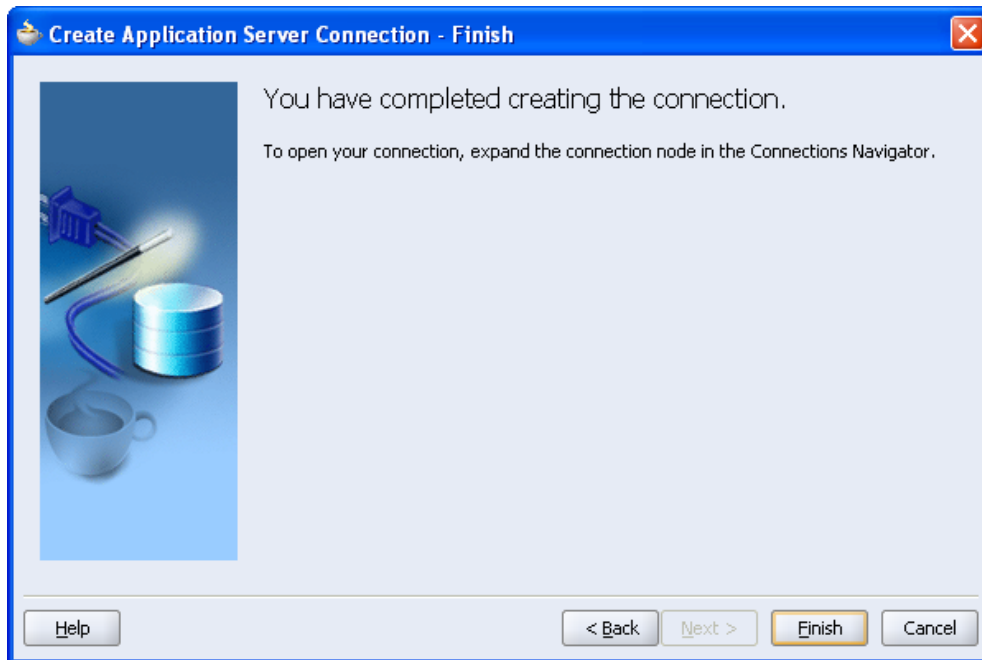 Create Application Server Connection - Finish
You have completed creating the connection.
To open your connection, expand the connection node in the Connections Navigator.
Help
< Back
Next >
Finish
Cancel